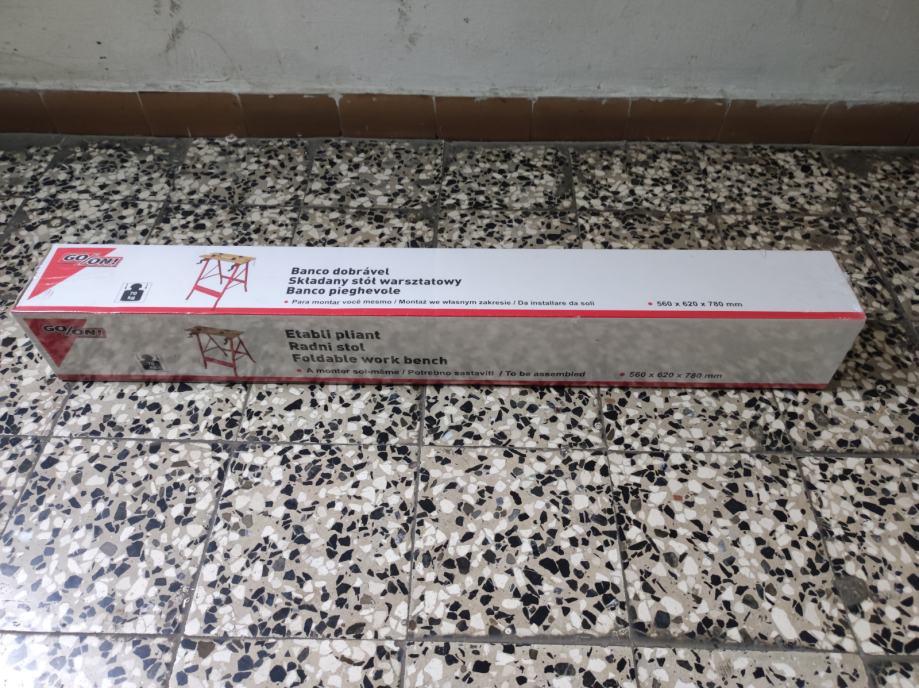 GO/ON!
70
kg
Banco dobrável
Składany stół warsztatowy
Banco pieghevole
• Para montar você mesmo / Montaż we własnym zakresie / Da installare da soli
• 560 x 620 x 780 mm
GO/ON!
Etabli pliant
Radni stol
Foldable work bench
• A monter soi-même / Potrebno sastaviti / To be assembled
• 560 x 620 x 780 mm